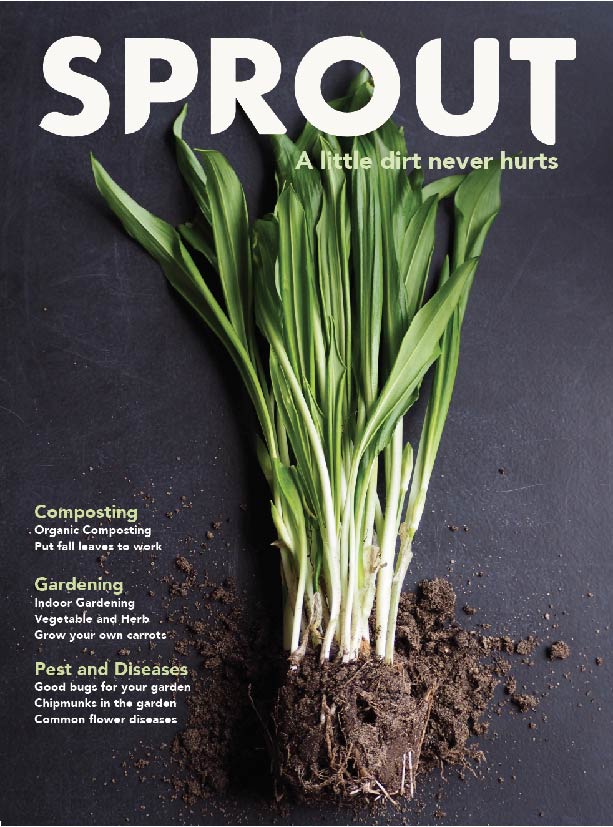 SPROUT
A little dirt never hurts
Composting
Organic Composting
Put fall leaves to work
Gardening
Indoor Gardening
Vegetable and Herb
Grow your own carrots
Pest and Diseases
Good bugs for your garden
Chipmunks in the garden
Common flower diseases